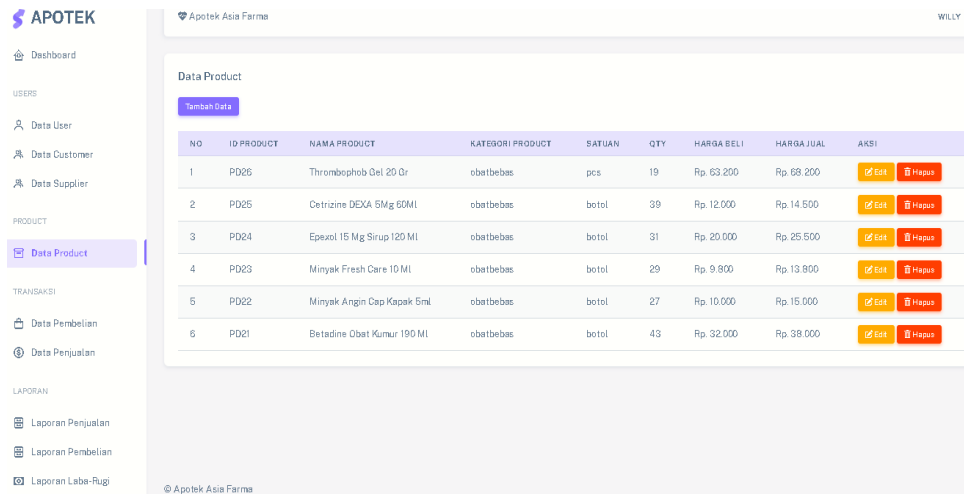 APOTEK
Dashboard
USERS
Data User
Data Customer
Data Supplier
PRODUCT
Data Product
TRANSAKSI
Data Pembelian
Data Penjualan
LAPORAN
Laporan Penjualan
Laporan Pembelian
Laporan Laba-Rugi
Apotek Asia Farma WILLY
Data Product
Tambah Data
NO ID PRODUCT NAMA PRODUCT KATEGORI PRODUCT SATUAN QTY HARGA BELI HARGA JUAL AKSI
1 PD26 Thrombophob Gel 20 Gr obatbebas pcs 19 Rp. 63.200 Rp. 68.200 Edit Hapus
2 PD25 Cetrizine DEXA 5Mg 60Ml obatbebas botol 39 Rp. 12.000 Rp. 14.500 Edit Hapus
3 PD24 Epexol 15 Mg Sirup 120 Ml obatbebas botol 31 Rp. 20.000 Rp. 25.500 Edit Hapus
4 PD23 Minyak Fresh Care 10 Ml obatbebas botol 29 Rp. 9.800 Rp. 13.800 Edit Hapus
5 PD22 Minyak Angin Cap Kapak 5ml obatbebas botol 27 Rp. 10.000 Rp. 15.000 Edit Hapus
6 PD21 Betadine Obat Kumur 190 Ml obatbebas botol 43 Rp. 32.000 Rp. 38.000 Edit Hapus
© Apotek Asia Farma